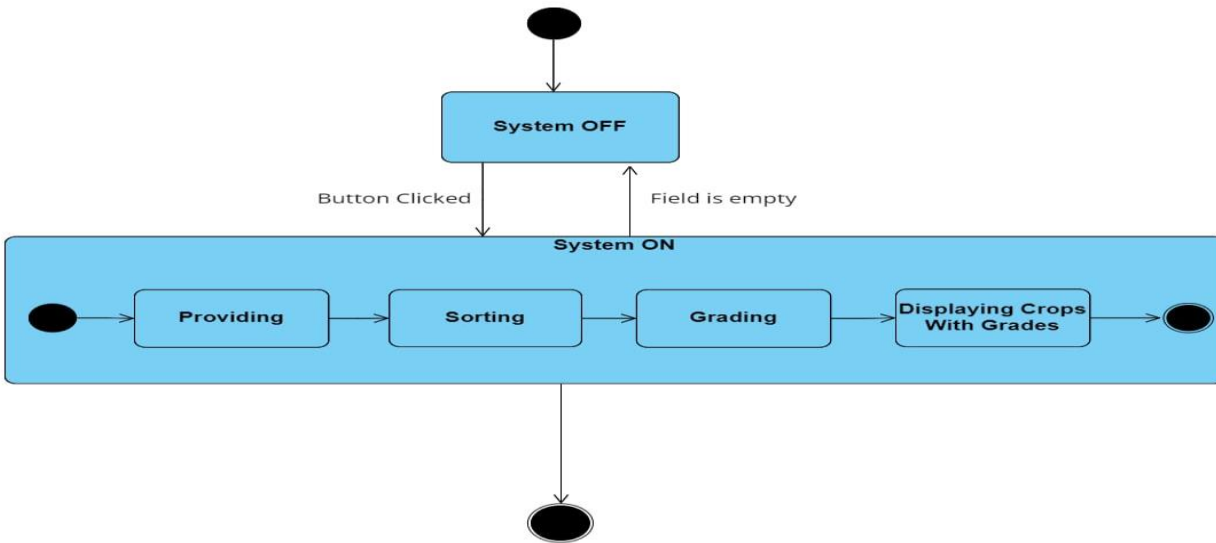 System OFF
Button Clicked
Field is empty
System ON
Providing
Sorting
Grading
Displaying Crops
With Grades